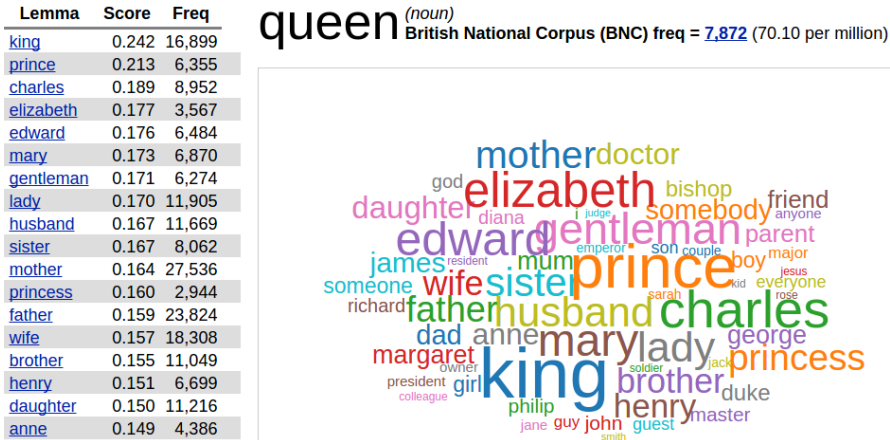 Lemma Score Freq
king 0.242 16,899
prince 0.213 6,355
charles 0.189 8,952
elizabeth 0.177 3,567
edward 0.176 6,484
mary 0.173 6,870
gentleman 0.171 6,274
lady 0.170 11,905
husband 0.167 11,669
sister 0.167 8,062
mother 0.164 27,536
princess 0.160 2,944
father 0.159 23,824
wife 0.157 18,308
brother 0.155 11,049
henry 0.151 6,699
daughter 0.150 11,216
anne 0.149 4,386
queen (noun)
British National Corpus (BNC) freq = 7,872 (70.10 per million)
mother doctor
god elizabeth bishop
daughter diana i judge somebody friend
anyone
edward gentleman parent
emperor son couple
james resident mum prince boy major
jesus
someone wife sister kid everyone
richard father husband sarah charles rose
dad anne mary lady george
margaret owner king jack princess
soldier
president girl brother duke
colleague
philip henry master
jane guy john guest
smith